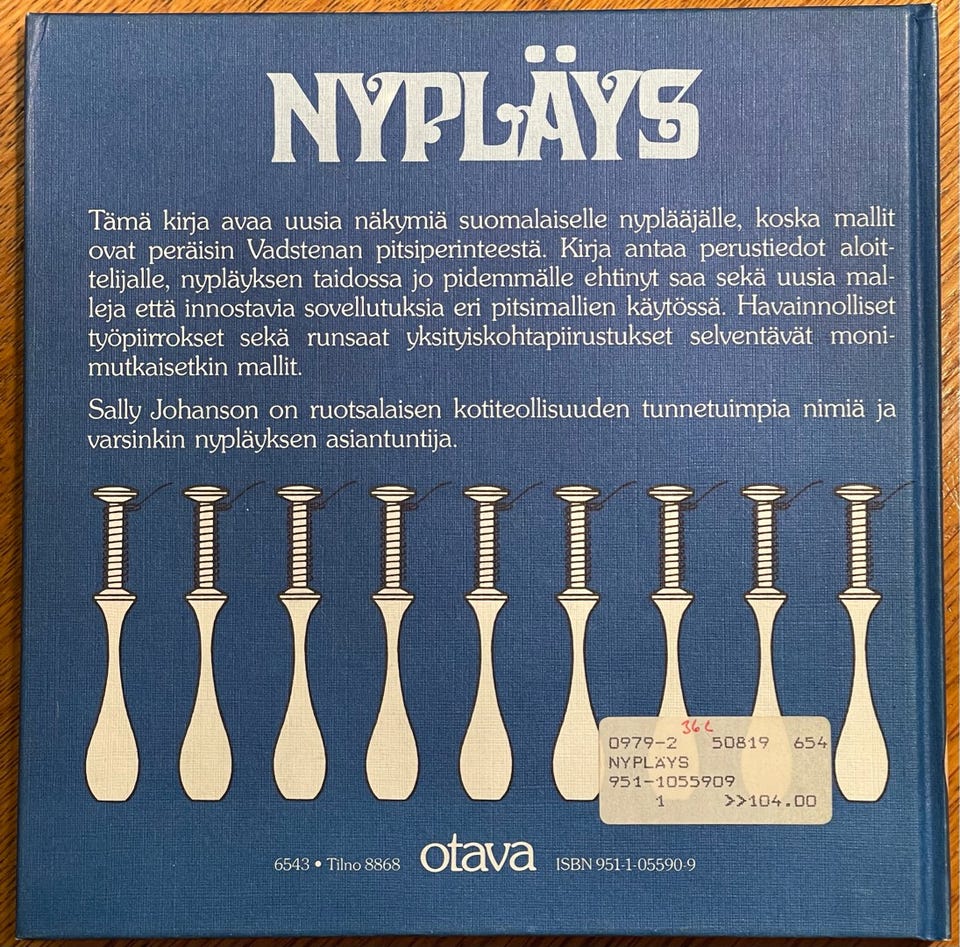 NYPLÄYS
Tämä kirja avaa uusia näkymiä suomalaiselle nyplääjälle, koska mallit
ovat peräisin Vadstenan pitsiperinteestä. Kirja antaa perustiedot aloit-
telijalle, nypläyksen taidossa jo pidemmälle ehtinyt saa sekä uusia mal-
leja että innostavia sovellutuksia eri pitsimallien käytössä. Havainnolliset
työpiirrokset sekä runsaat yksityiskohtapiirustukset selventävät moni-
mutkaisetkin mallit.
Sally Johanson on ruotsalaisen kotiteollisuuden tunnetuimpia nimiä ja
varsinkin nypläyksen asiantuntija.
0979-2 50819 654
NYPLÄYS
951-1055909
1 >>104.00
6543 • Tilno 8868 otava ISBN 951-1-05590-9